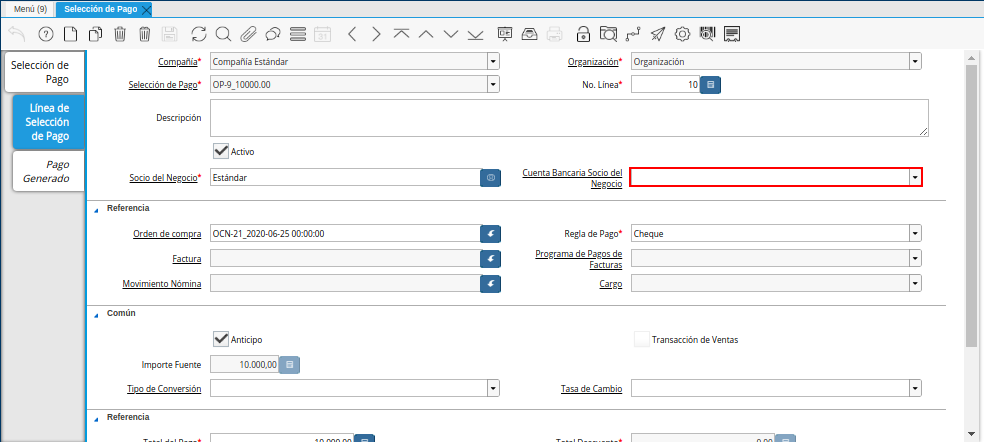 Menú (9) Selección de Pago
Selección de Pago
Línea de Selección de Pago
Pago Generado
Compañía* Compañía Estándar Organización* Organización
Selección de Pago* OP-9_10000.00 No. Línea* 10
Descripción
Activo
Socio del Negocio* Estándar Cuenta Bancaria Socio del Negocio
Referencia
Orden de compra OCN-21_2020-06-25 00:00:00 Regla de Pago* Cheque
Factura Programa de Pagos de Facturas
Movimiento Nómina Cargo
Común
Anticipo Transacción de Ventas
Importe Fuente 10.000,00
Tipo de Conversión Tasa de Cambio
Referencia
Total del Pago* 10.000,00 Total Descuento* 0,00